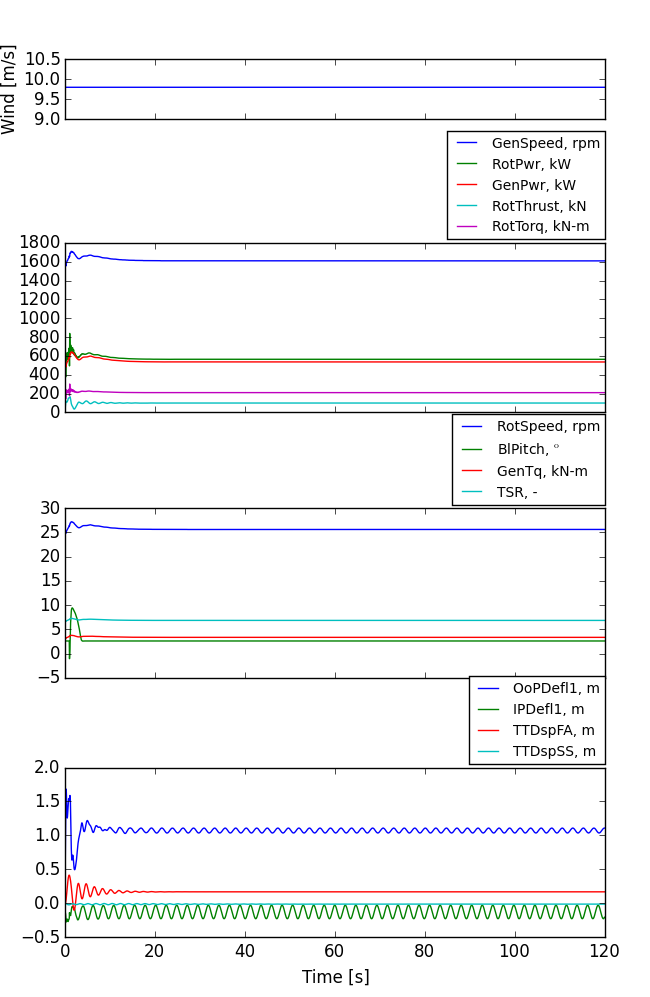 Wind [m/s]
10.5
10.0
9.5
9.0
GenSpeed, rpm
RotPwr, kW
GenPwr, kW
RotThrust, kN
RotTorq, kN-m
1800
1600
1400
1200
1000
800
600
400
200
0
RotSpeed, rpm
BlPitch, °
GenTq, kN-m
TSR, -
30
25
20
15
10
5
0
−5
OoPDefl1, m
IPDefl1, m
TTDspFA, m
TTDspSS, m
2.0
1.5
1.0
0.5
0.0
−0.5
0 20 40 60 80 100 120
Time [s]